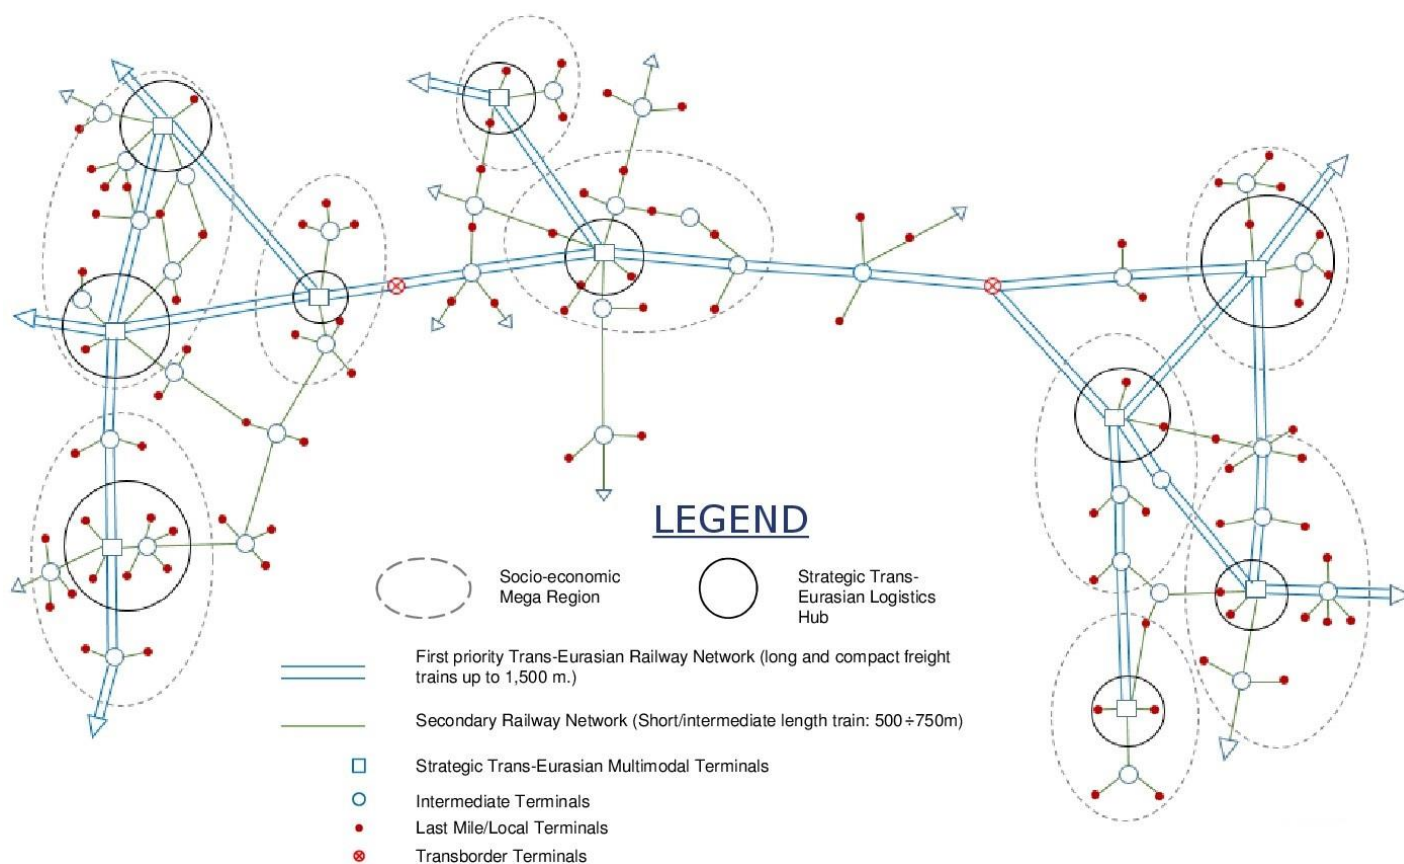 LEGEND
Socio-economic
Mega Region
Strategic Trans-
Eurasian Logistics
Hub
First priority Trans-Eurasian Railway Network (long and compact freight
trains up to 1,500 m.)
Secondary Railway Network (Short/intermediate length train: 500÷750m)
Strategic Trans-Eurasian Multimodal Terminals
Intermediate Terminals
Last Mile/Local Terminals
Transborder Terminals